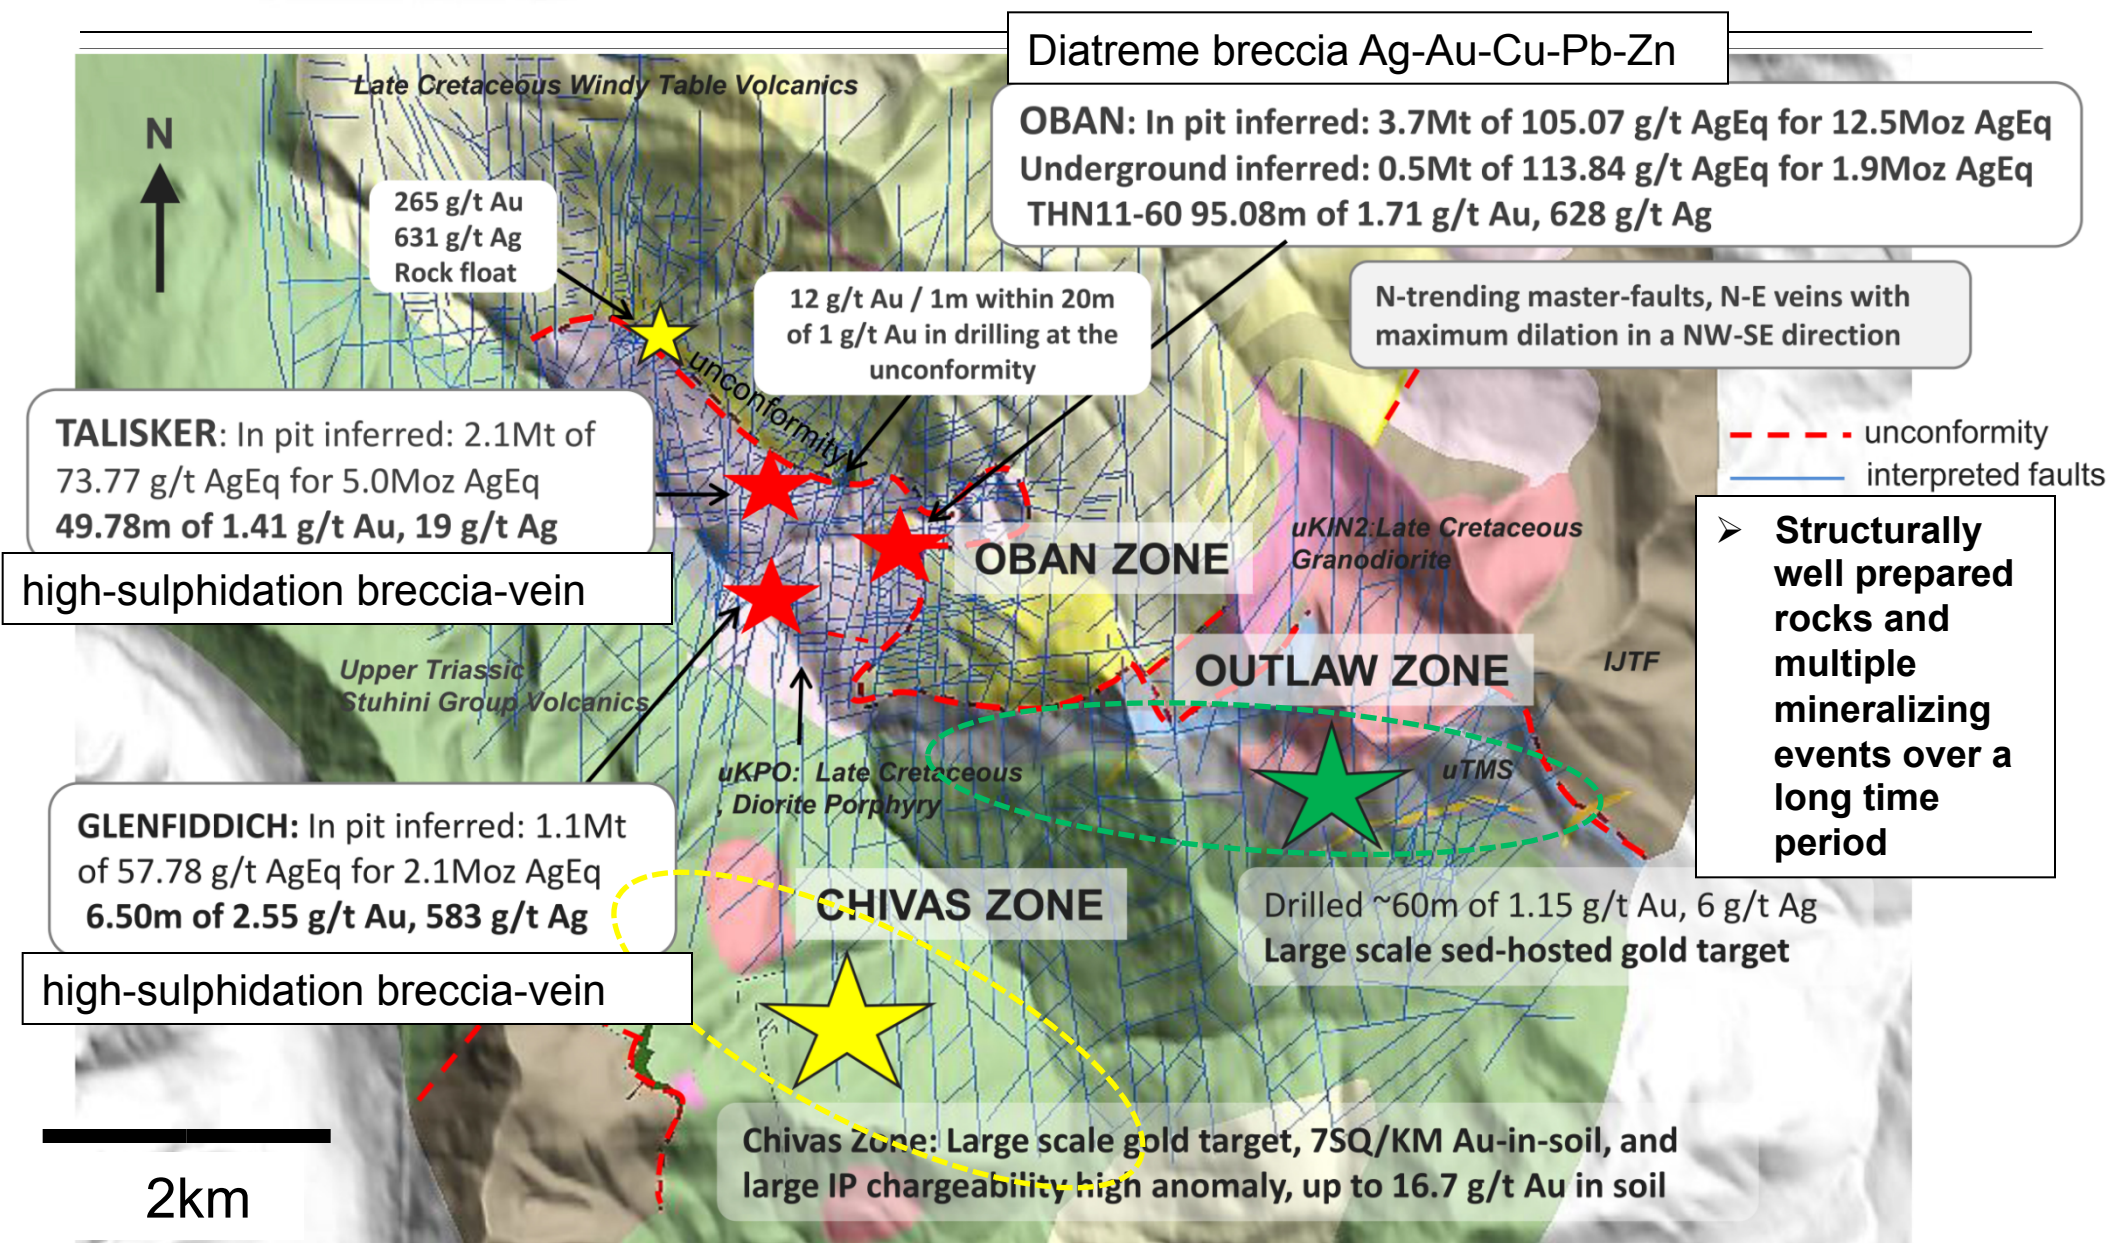 Diatreme breccia Ag-Au-Cu-Pb-Zn
Late Cretaceous Windy Table Volcanics
OBAN: In pit inferred: 3.7Mt of 105.07 g/t AgEq for 12.5Moz AgEq
Underground inferred: 0.5Mt of 113.84 g/t AgEq for 1.9Moz AgEq
THN11-60 95.08m of 1.71 g/t Au, 628 g/t Ag
N
265 g/t Au
631 g/t Ag
Rock float
12 g/t Au / 1m within 20m
of 1 g/t Au in drilling at the
unconformity
N-trending master-faults, N-E veins with
maximum dilation in a NW-SE direction
unconformity
TALISKER: In pit inferred: 2.1Mt of
73.77 g/t AgEq for 5.0Moz AgEq
49.78m of 1.41 g/t Au, 19 g/t Ag
high-sulphidation breccia-vein
unconformity
interpreted faults
OBAN ZONE
uKIN2:Late Cretaceous
Granodiorite
Structurally
well prepared
rocks and
multiple
mineralizing
events over a
long time
period
OUTLAW ZONE
IJTF
Upper Triassic
Stuhini Group Volcanics
uKPO: Late Cretaceous
, Diorite Porphyry
uTMS
GLENFIDDICH: In pit inferred: 1.1Mt
of 57.78 g/t AgEq for 2.1Moz AgEq
6.50m of 2.55 g/t Au, 583 g/t Ag
high-sulphidation breccia-vein
CHIVAS ZONE
Drilled ~60m of 1.15 g/t Au, 6 g/t Ag
Large scale sed-hosted gold target
Chivas Zone: Large scale gold target, 7SQ/KM Au-in-soil, and
large IP chargeability high anomaly, up to 16.7 g/t Au in soil
2km